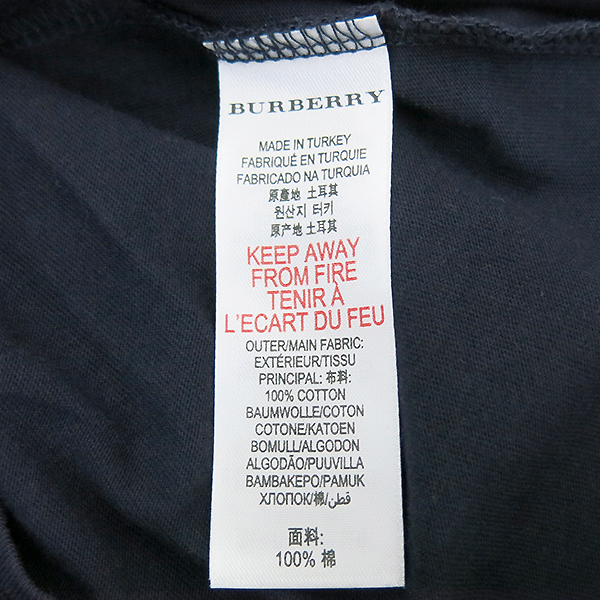 BURBERRY
MADE IN TURKEY
FABRIQUÉ EN TURQUIE
FABRICADO NA TURQUIA
原產地 土耳其
원산지 터키
原产地 土耳其
KEEP AWAY
FROM FIRE
TENIR À
L'ECART DU FEU
OUTER/MAIN FABRIC:
EXTÉRIEUR/TISSU
PRINCIPAL: 布料:
100% COTTON
BAUMWOLLE/COTON
COTONE/KATOEN
BOMULL/ALGODON
ALGODÃO/PUUVILLA
ΒΑΜΒΑΚΕΡΟ/PAMUK
ХЛОПОК/棉/قطن
面料:
100% 棉